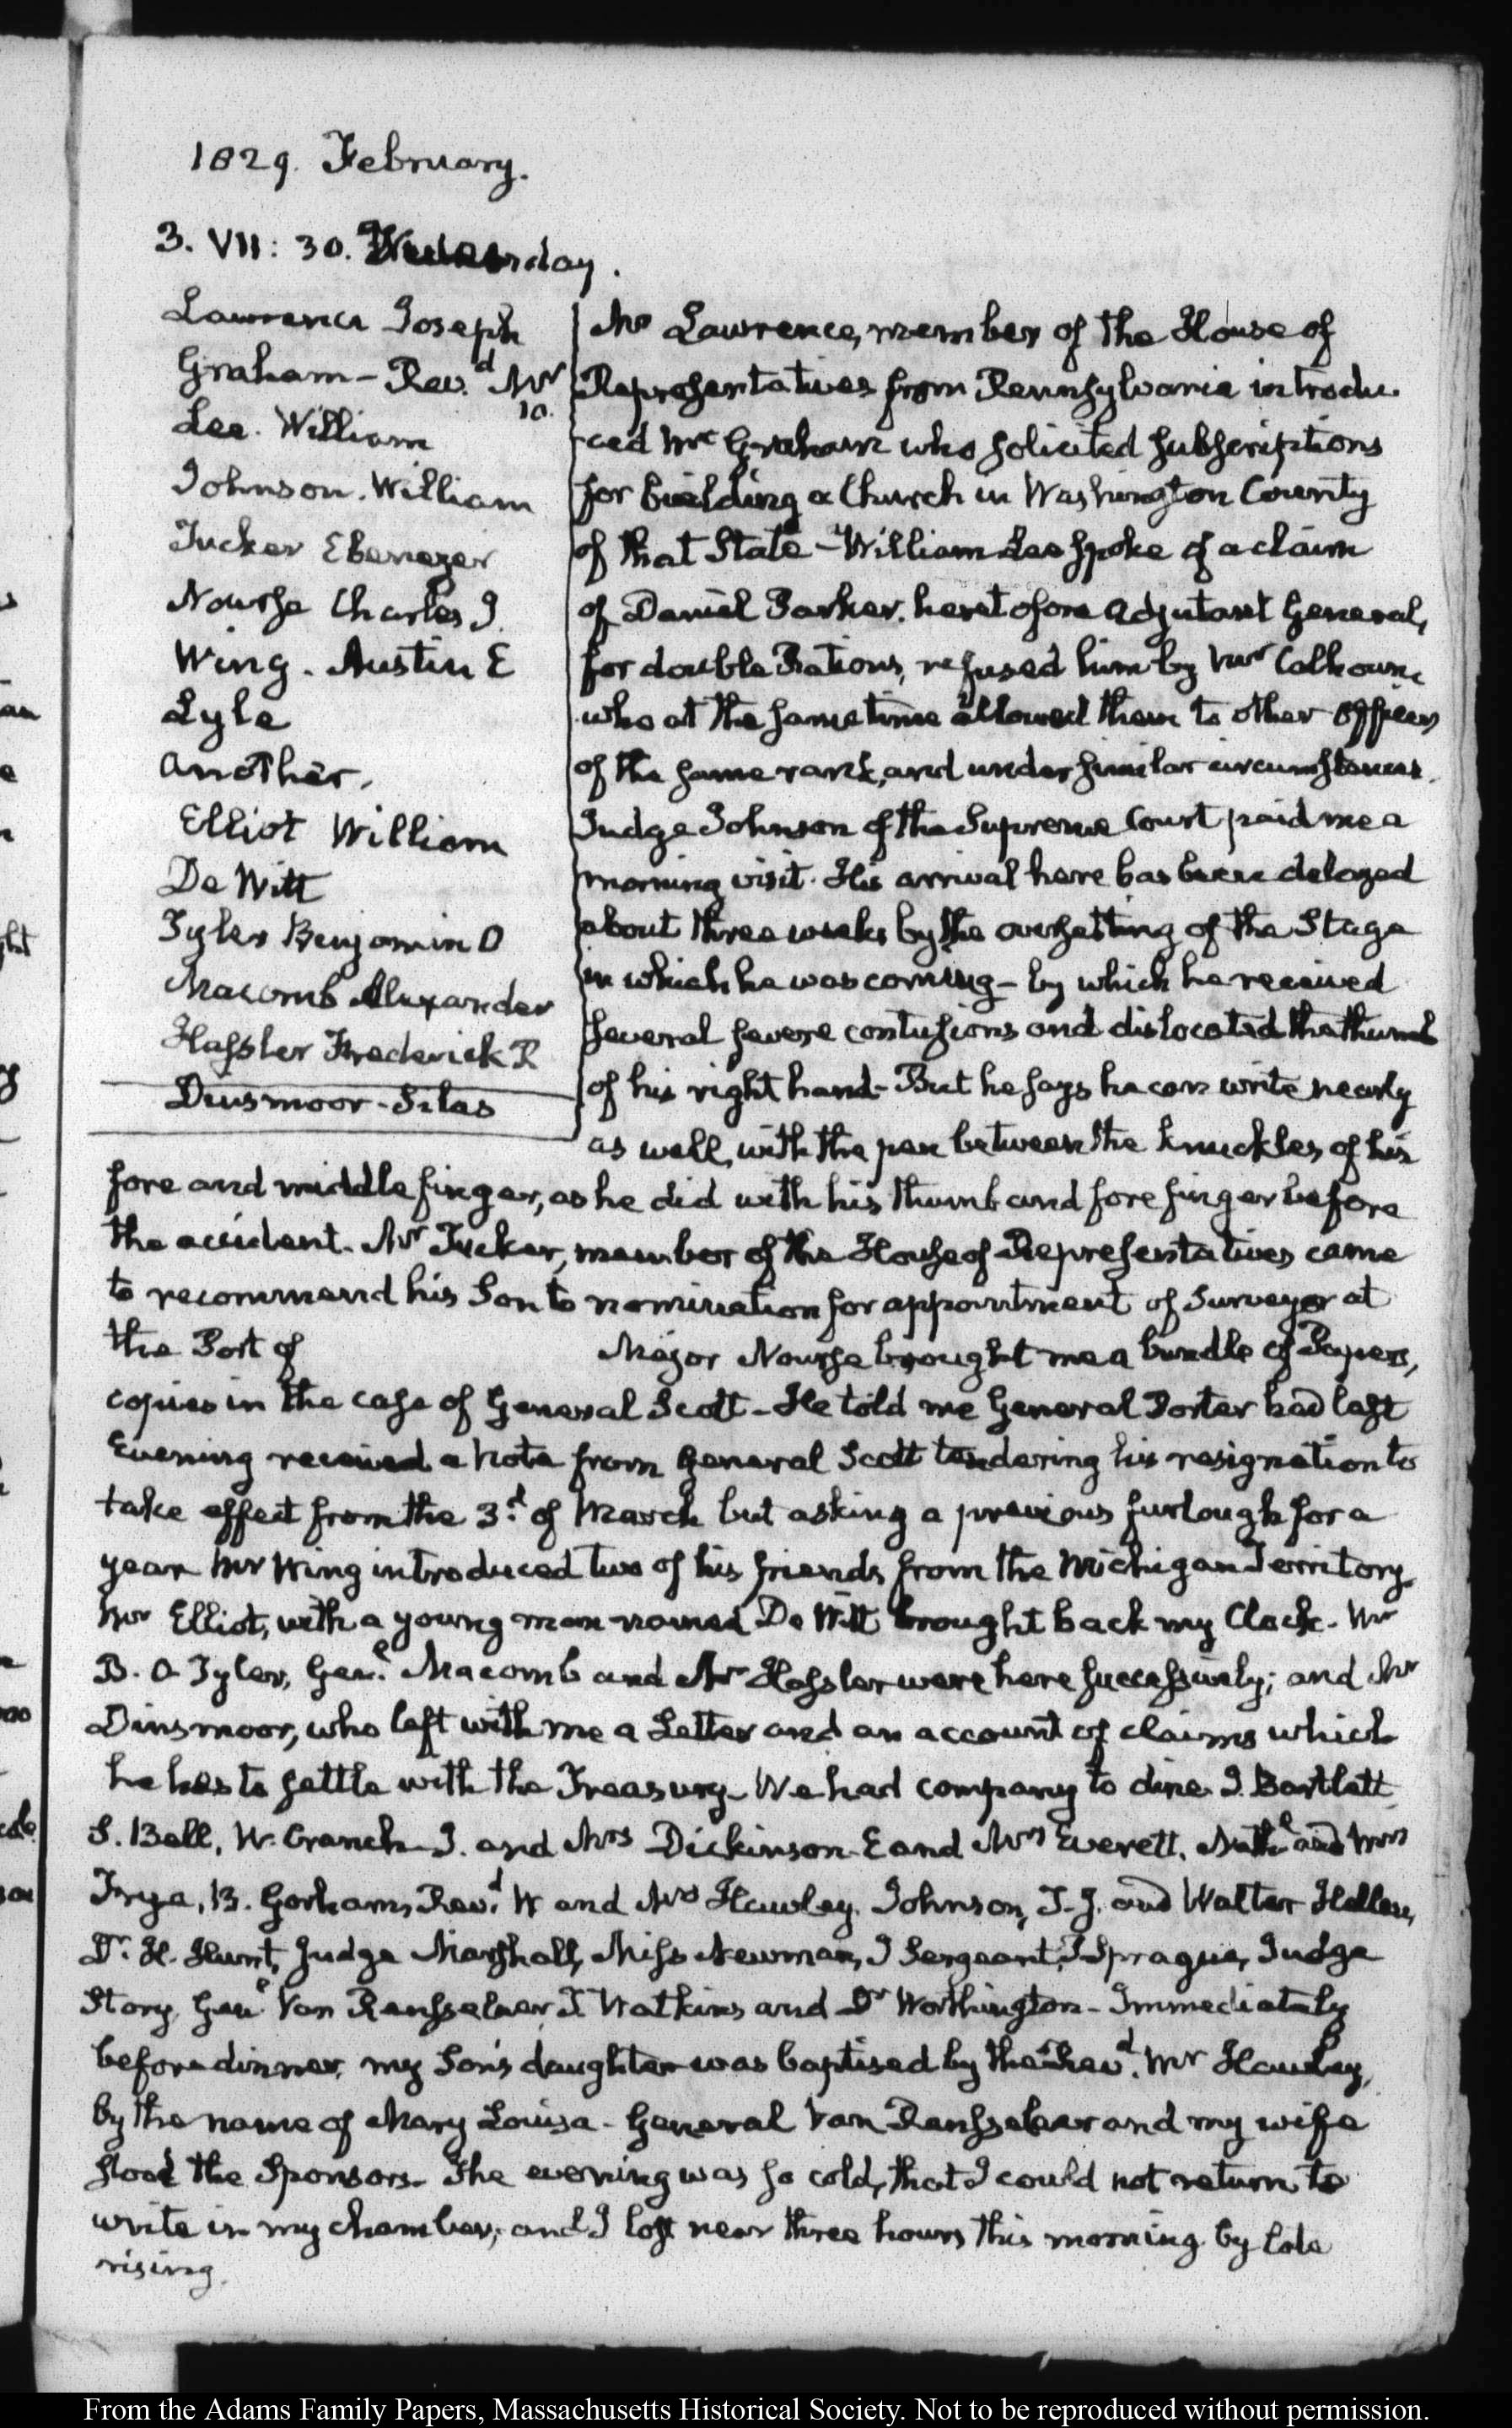 1829. February.
3. VII: 30.
Lawrence Joseph
Graham - Rev.d Mr
10.
Lee. William
Johnson. William
Tucker Ebenezer
Nourse Charles J.
Wing. Austin E
Lyle
another.
Elliot William
De Witt
Tyler Benjamin O
Macomb Alexander
Hassler Frederick R
Dinsmoor - Silas
Mr Lawrence, member of the House of
Representatives from Pennsylvania introdu-
ced Mr Graham who solicited subscriptions
for building a Church in Washington County
of that State - William Lee spoke of a claim
of Daniel Parker, heretofore Adjutant General,
for double Rations, refused him by Mr Calhoun,
who at the same time allowed them to other officers
of the same rank, and under similar circumstances.
Judge Johnson of the Supreme Court paid me a
morning visit. His arrival here has been delayed
about three weeks by the oversetting of the Stage
in which he was coming - by which he received
several severe contusions and dislocated the thumb
of his right hand - But he says he can write nearly
as well, with the pen between the knuckles of his
fore and middle finger, as he did with his thumb and fore finger before
the accident. Mr Tucker, member of the House of Representatives came
to recommend his Son to nomination for appointment of Surveyor at
the Port of Major Nourse brought me a bundle of Papers,
copies in the case of General Scott - He told me General Porter had last
Evening received a Note from General Scott tendering his resignation to
take effect from the 3.d of March but asking a previous furlough for a
year Mr Wing introduced two of his friends from the Michigan Territory.
Mr Elliot, with a young man named De Witt brought back my Clock. Mr
B. O Tyler, Gen.l Macomb and Mr Hassler were here successively; and Mr
Dinsmoor, who left with me a Letter and an account of claims which
he has to settle with the Treasury - We had company to dine. I. Bartlett
S. Bell, W. Cranch J. and Mrs Dickinson - E and Mrs Everett. Nath.l and Mrs
Frye, B. Gorham, Rev.d W and Mrs Hawley. Johnson, T. J. and Walter Hellen,
Dr. H. Hunt, Judge Marshall, Miss Newman, J Sergeant, P Sprague, Judge
Story, Gen.l Van Rensselaer, T Watkins and Dr Worthington - Immediately
before dinner, my Son's daughter was baptised by the Rev.d Mr Hawley,
by the name of Mary Louisa - General Van Rensselaer and my wife
stood the Sponsors. The evening was so cold, that I could not return to
write in my chamber; and I lost near three hours this morning by late
rising.
From the Adams Family Papers, Massachusetts Historical Society. Not to be reproduced without permission.